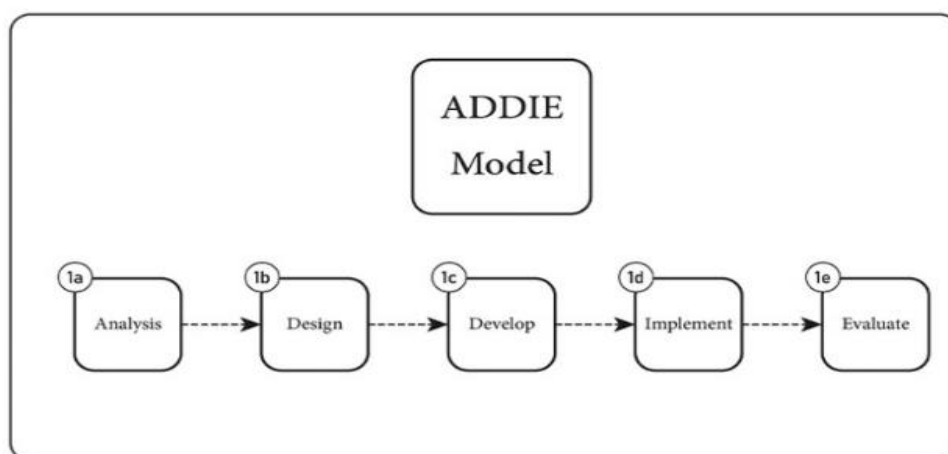 ADDIE
Model
1a
Analysis
1b
Design
1c
Develop
1d
Implement
1e
Evaluate